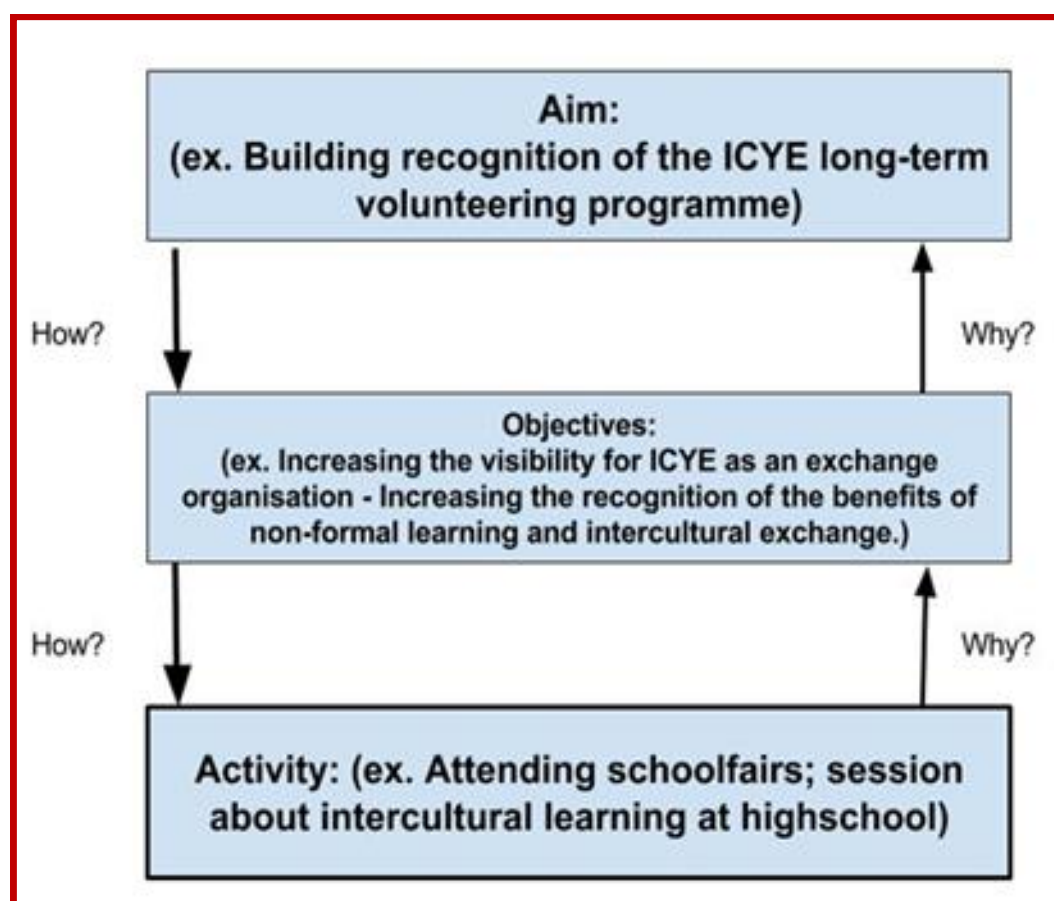 Aim:
(ex. Building recognition of the ICYE long-term
volunteering programme)
How?
Why?
Objectives:
(ex. Increasing the visibility for ICYE as an exchange
organisation - Increasing the recognition of the benefits of
non-formal learning and intercultural exchange.)
How?
Why?
Activity: (ex. Attending schoolfairs; session
about intercultural learning at highschool)